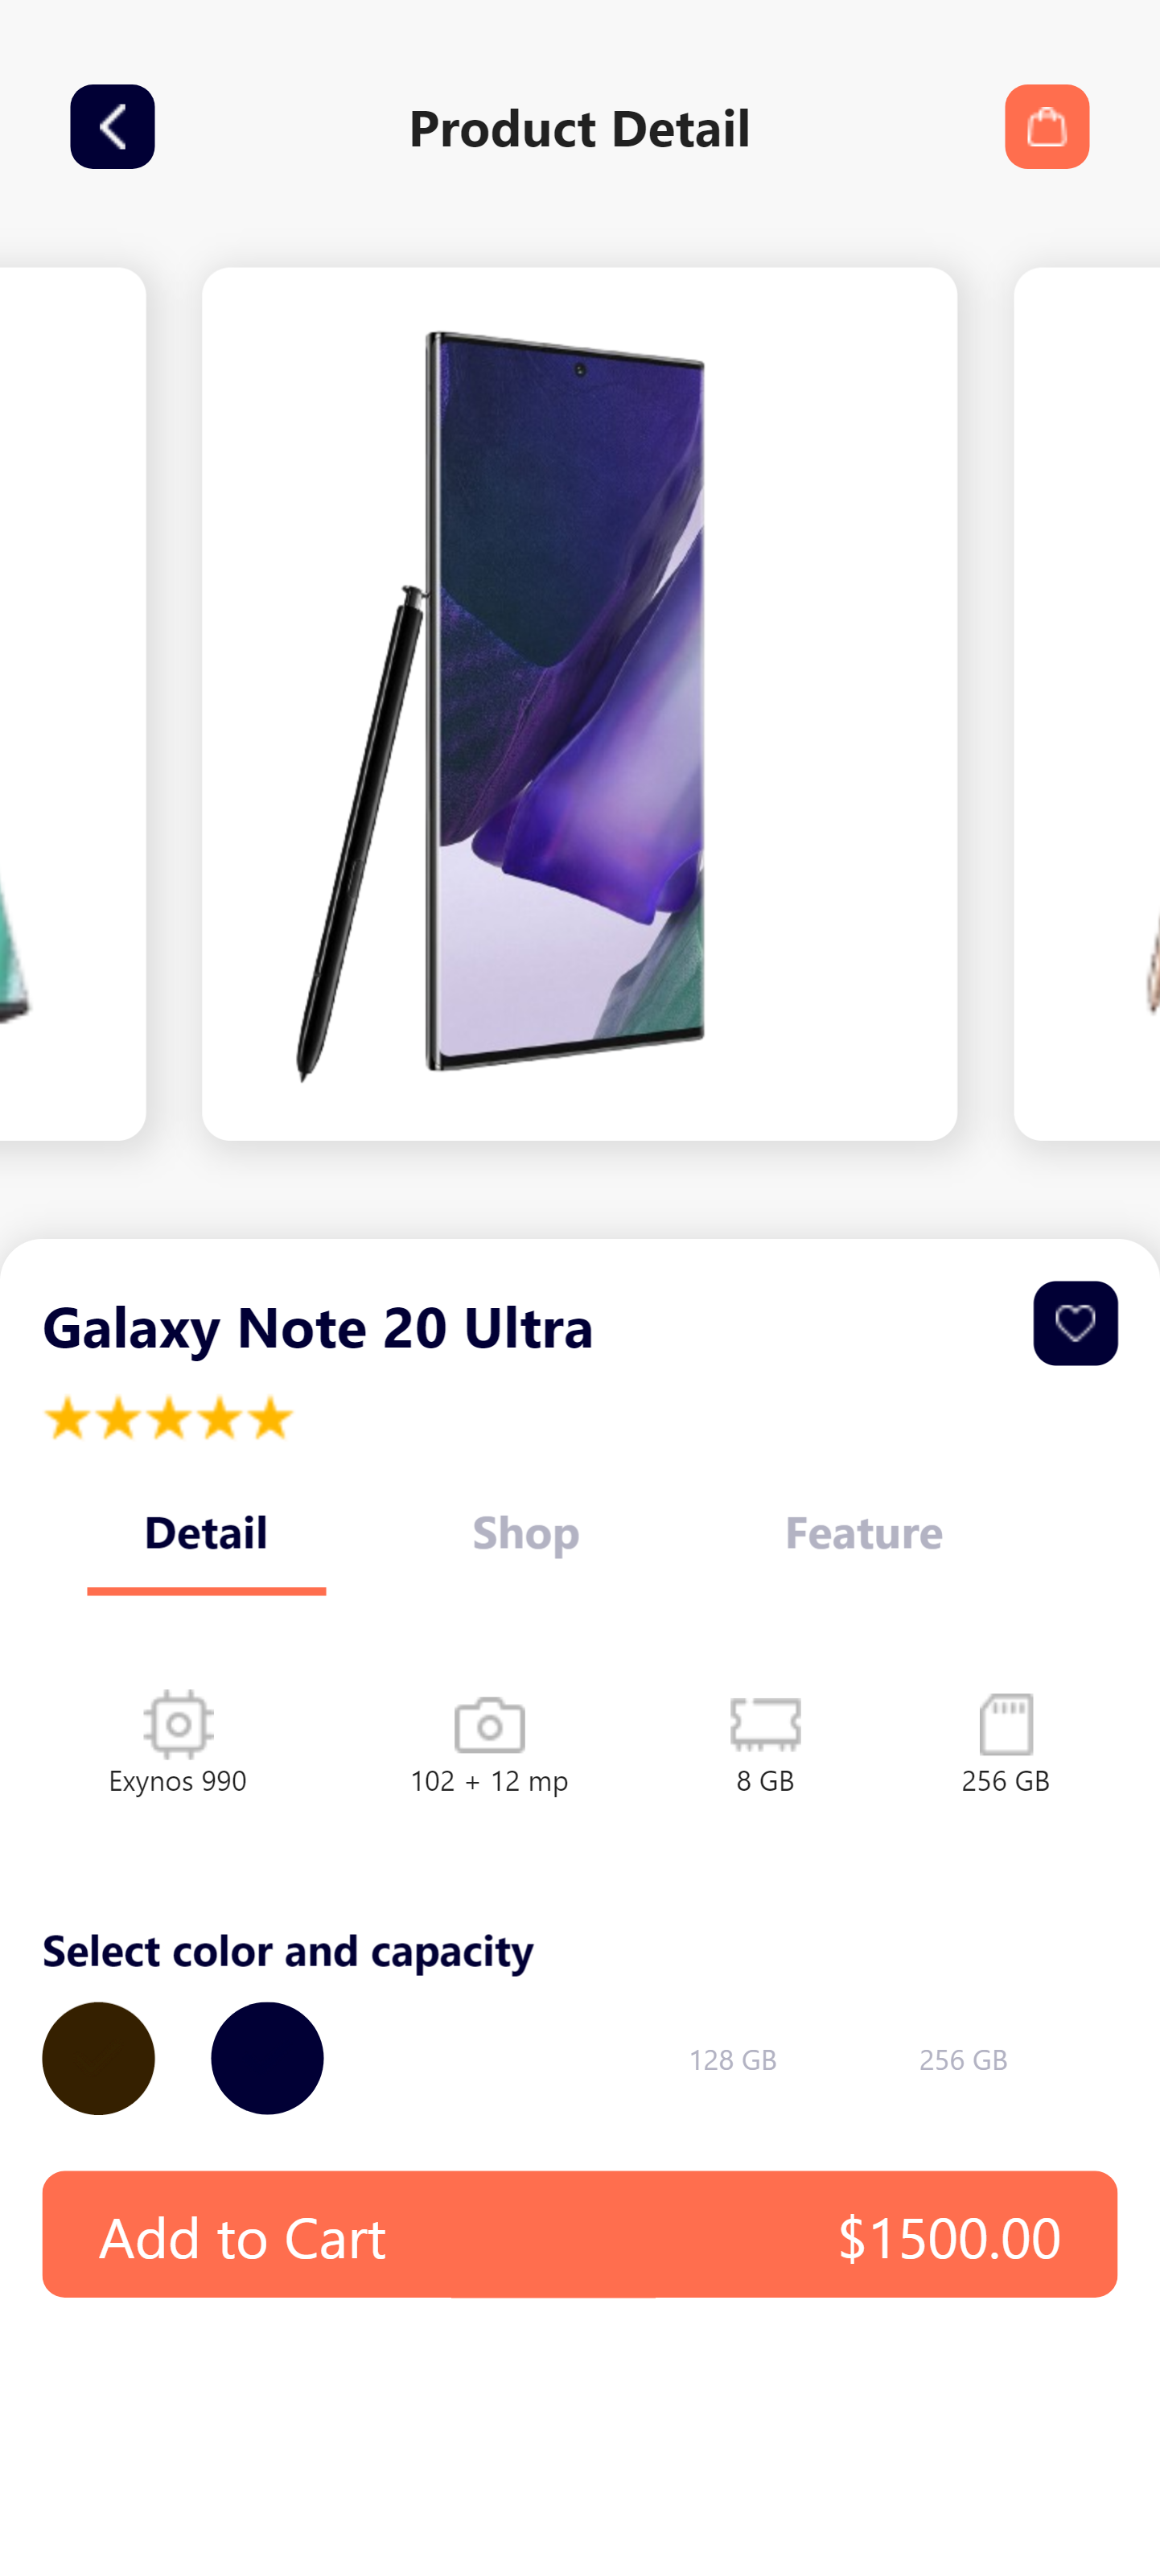 Product Detail
Galaxy Note 20 Ultra
Detail Shop Feature
Exynos 990 102 + 12 mp 8 GB 256 GB
Select color and capacity
128 GB 256 GB
Add to Cart $1500.00